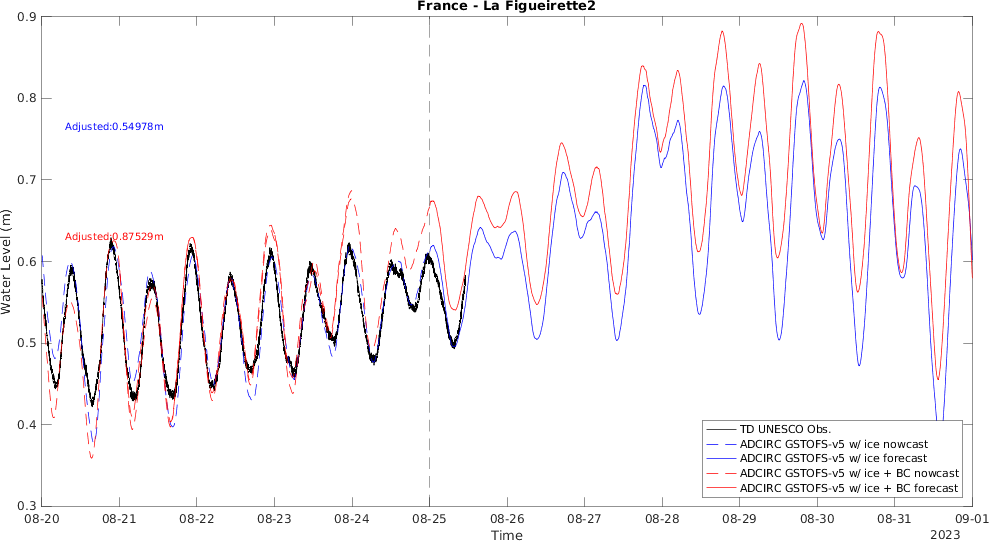 France - La Figueirette2
0.9
0.8
0.7
0.6
0.5
0.4
0.3
Water Level (m)
Adjusted:0.54978m
Adjusted:0.87529m
TD UNESCO Obs.
ADCIRC GSTOFS-v5 w/ ice nowcast
ADCIRC GSTOFS-v5 w/ ice forecast
ADCIRC GSTOFS-v5 w/ ice + BC nowcast
ADCIRC GSTOFS-v5 w/ ice + BC forecast
08-20 08-21 08-22 08-23 08-24 08-25 08-26 08-27 08-28 08-29 08-30 08-31 09-01
Time
2023